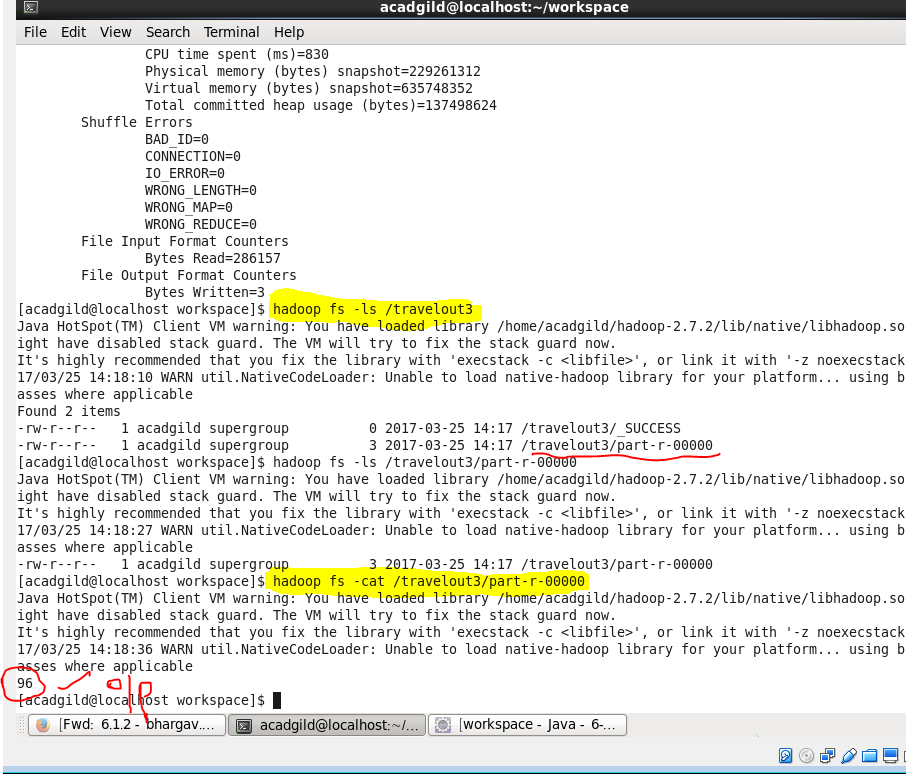 acadgild@localhost:~/workspace
File Edit View Search Terminal Help
CPU time spent (ms)=830
Physical memory (bytes) snapshot=229261312
Virtual memory (bytes) snapshot=635748352
Total committed heap usage (bytes)=137498624
Shuffle Errors
BAD_ID=0
CONNECTION=0
IO_ERROR=0
WRONG_LENGTH=0
WRONG_MAP=0
WRONG_REDUCE=0
File Input Format Counters
Bytes Read=286157
File Output Format Counters
Bytes Written=3
[acadgild@localhost workspace]$ hadoop fs -ls /travelout3
Java HotSpot(TM) Client VM warning: You have loaded library /home/acadgild/hadoop-2.7.2/lib/native/libhadoop.so
ight have disabled stack guard. The VM will try to fix the stack guard now.
It's highly recommended that you fix the library with 'execstack -c <libfile>', or link it with '-z noexecstack
17/03/25 14:18:10 WARN util.NativeCodeLoader: Unable to load native-hadoop library for your platform... using b
asses where applicable
Found 2 items
-rw-r--r--   1 acadgild supergroup          0 2017-03-25 14:17 /travelout3/_SUCCESS
-rw-r--r--   1 acadgild supergroup          3 2017-03-25 14:17 /travelout3/part-r-00000
[acadgild@localhost workspace]$ hadoop fs -ls /travelout3/part-r-00000
Java HotSpot(TM) Client VM warning: You have loaded library /home/acadgild/hadoop-2.7.2/lib/native/libhadoop.so
ight have disabled stack guard. The VM will try to fix the stack guard now.
It's highly recommended that you fix the library with 'execstack -c <libfile>', or link it with '-z noexecstack
17/03/25 14:18:27 WARN util.NativeCodeLoader: Unable to load native-hadoop library for your platform... using b
asses where applicable
-rw-r--r--   1 acadgild supergroup          3 2017-03-25 14:17 /travelout3/part-r-00000
[acadgild@localhost workspace]$ hadoop fs -cat /travelout3/part-r-00000
Java HotSpot(TM) Client VM warning: You have loaded library /home/acadgild/hadoop-2.7.2/lib/native/libhadoop.so
ight have disabled stack guard. The VM will try to fix the stack guard now.
It's highly recommended that you fix the library with 'execstack -c <libfile>', or link it with '-z noexecstack
17/03/25 14:18:36 WARN util.NativeCodeLoader: Unable to load native-hadoop library for your platform... using b
asses where applicable
96 o/p
[acadgild@localhost workspace]$
[Fwd: 6.1.2 - bhargav.... acadgild@localhost:~/... [workspace - Java - 6-...